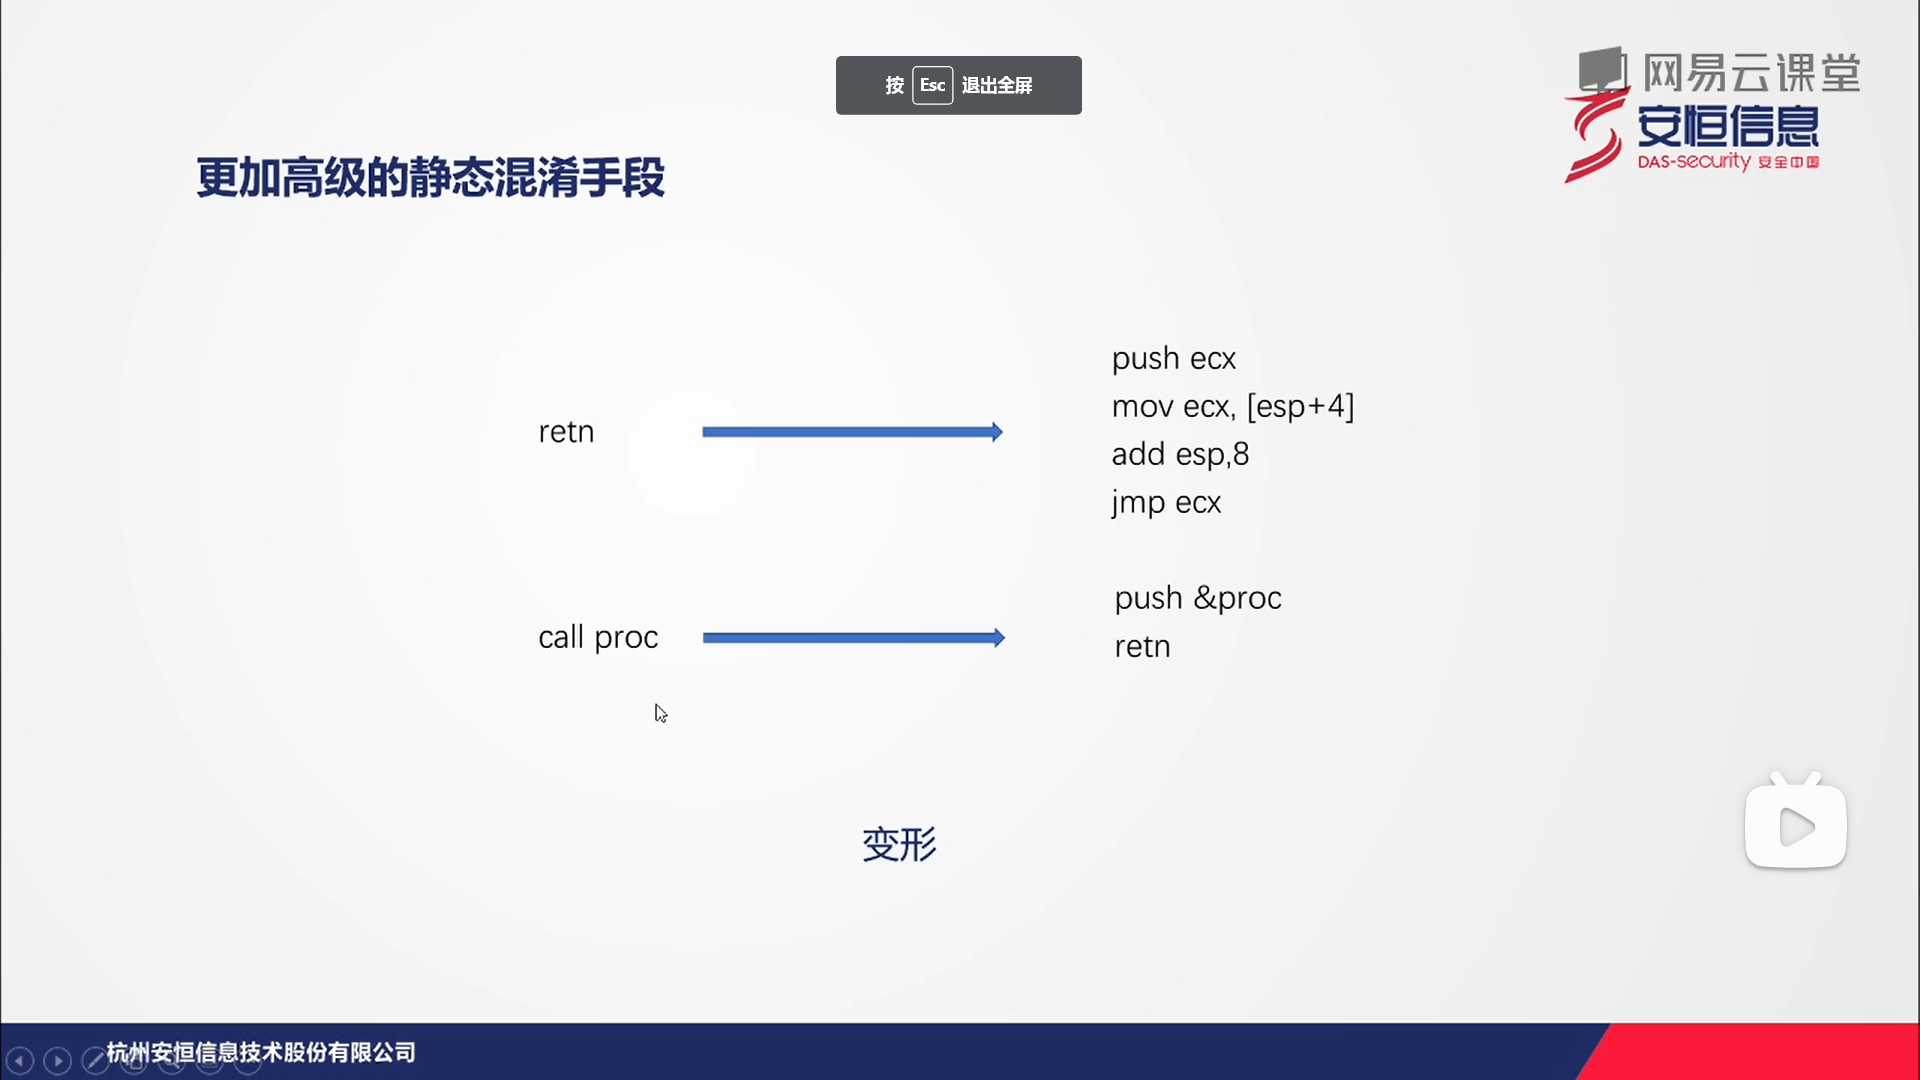 按 Esc 退出全屏
网易云课堂
安恒信息
DAS-security 安全中国
更加高级的静态混淆手段
push ecx
mov ecx, [esp+4]
retn
add esp,8
jmp ecx
push &proc
call proc
retn
变形
杭州安恒信息技术股份有限公司